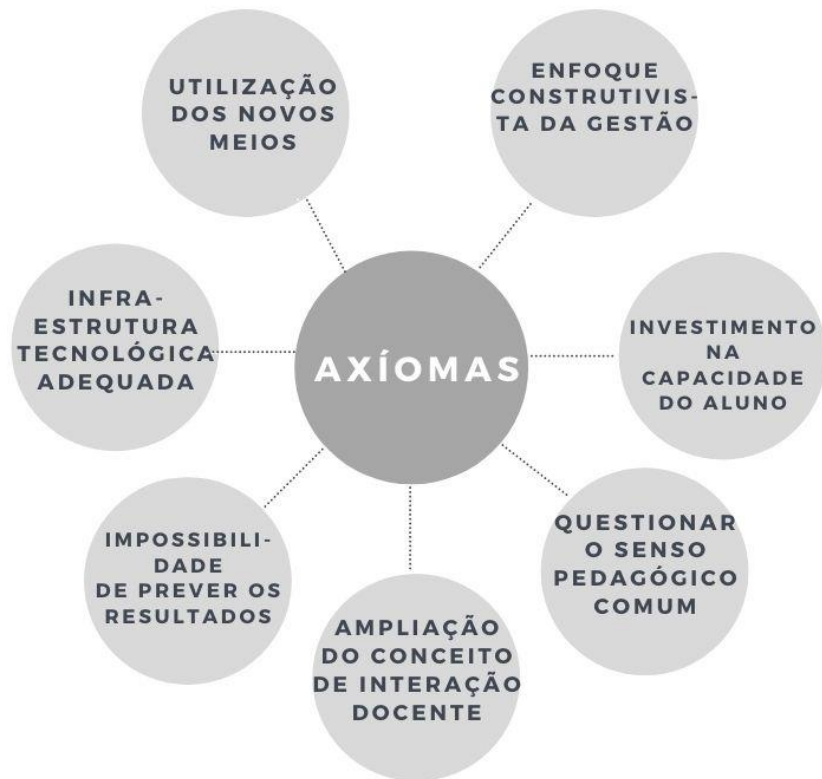 UTILIZAÇÃO
DOS NOVOS
MEIOS
ENFOQUE
CONSTRUTIVIS-
TA DA GESTÃO
INFRA-
ESTRUTURA
TECNOLÓGICA
ADEQUADA
AXÍOMAS
INVESTIMENTO
NA
CAPACIDADE
DO ALUNO
IMPOSSIBILI-
DADE
DE PREVER OS
RESULTADOS
AMPLIAÇÃO
DO CONCEITO
DE INTERAÇÃO
DOCENTE
QUESTIONAR
O SENSO
PEDAGÓGICO
COMUM